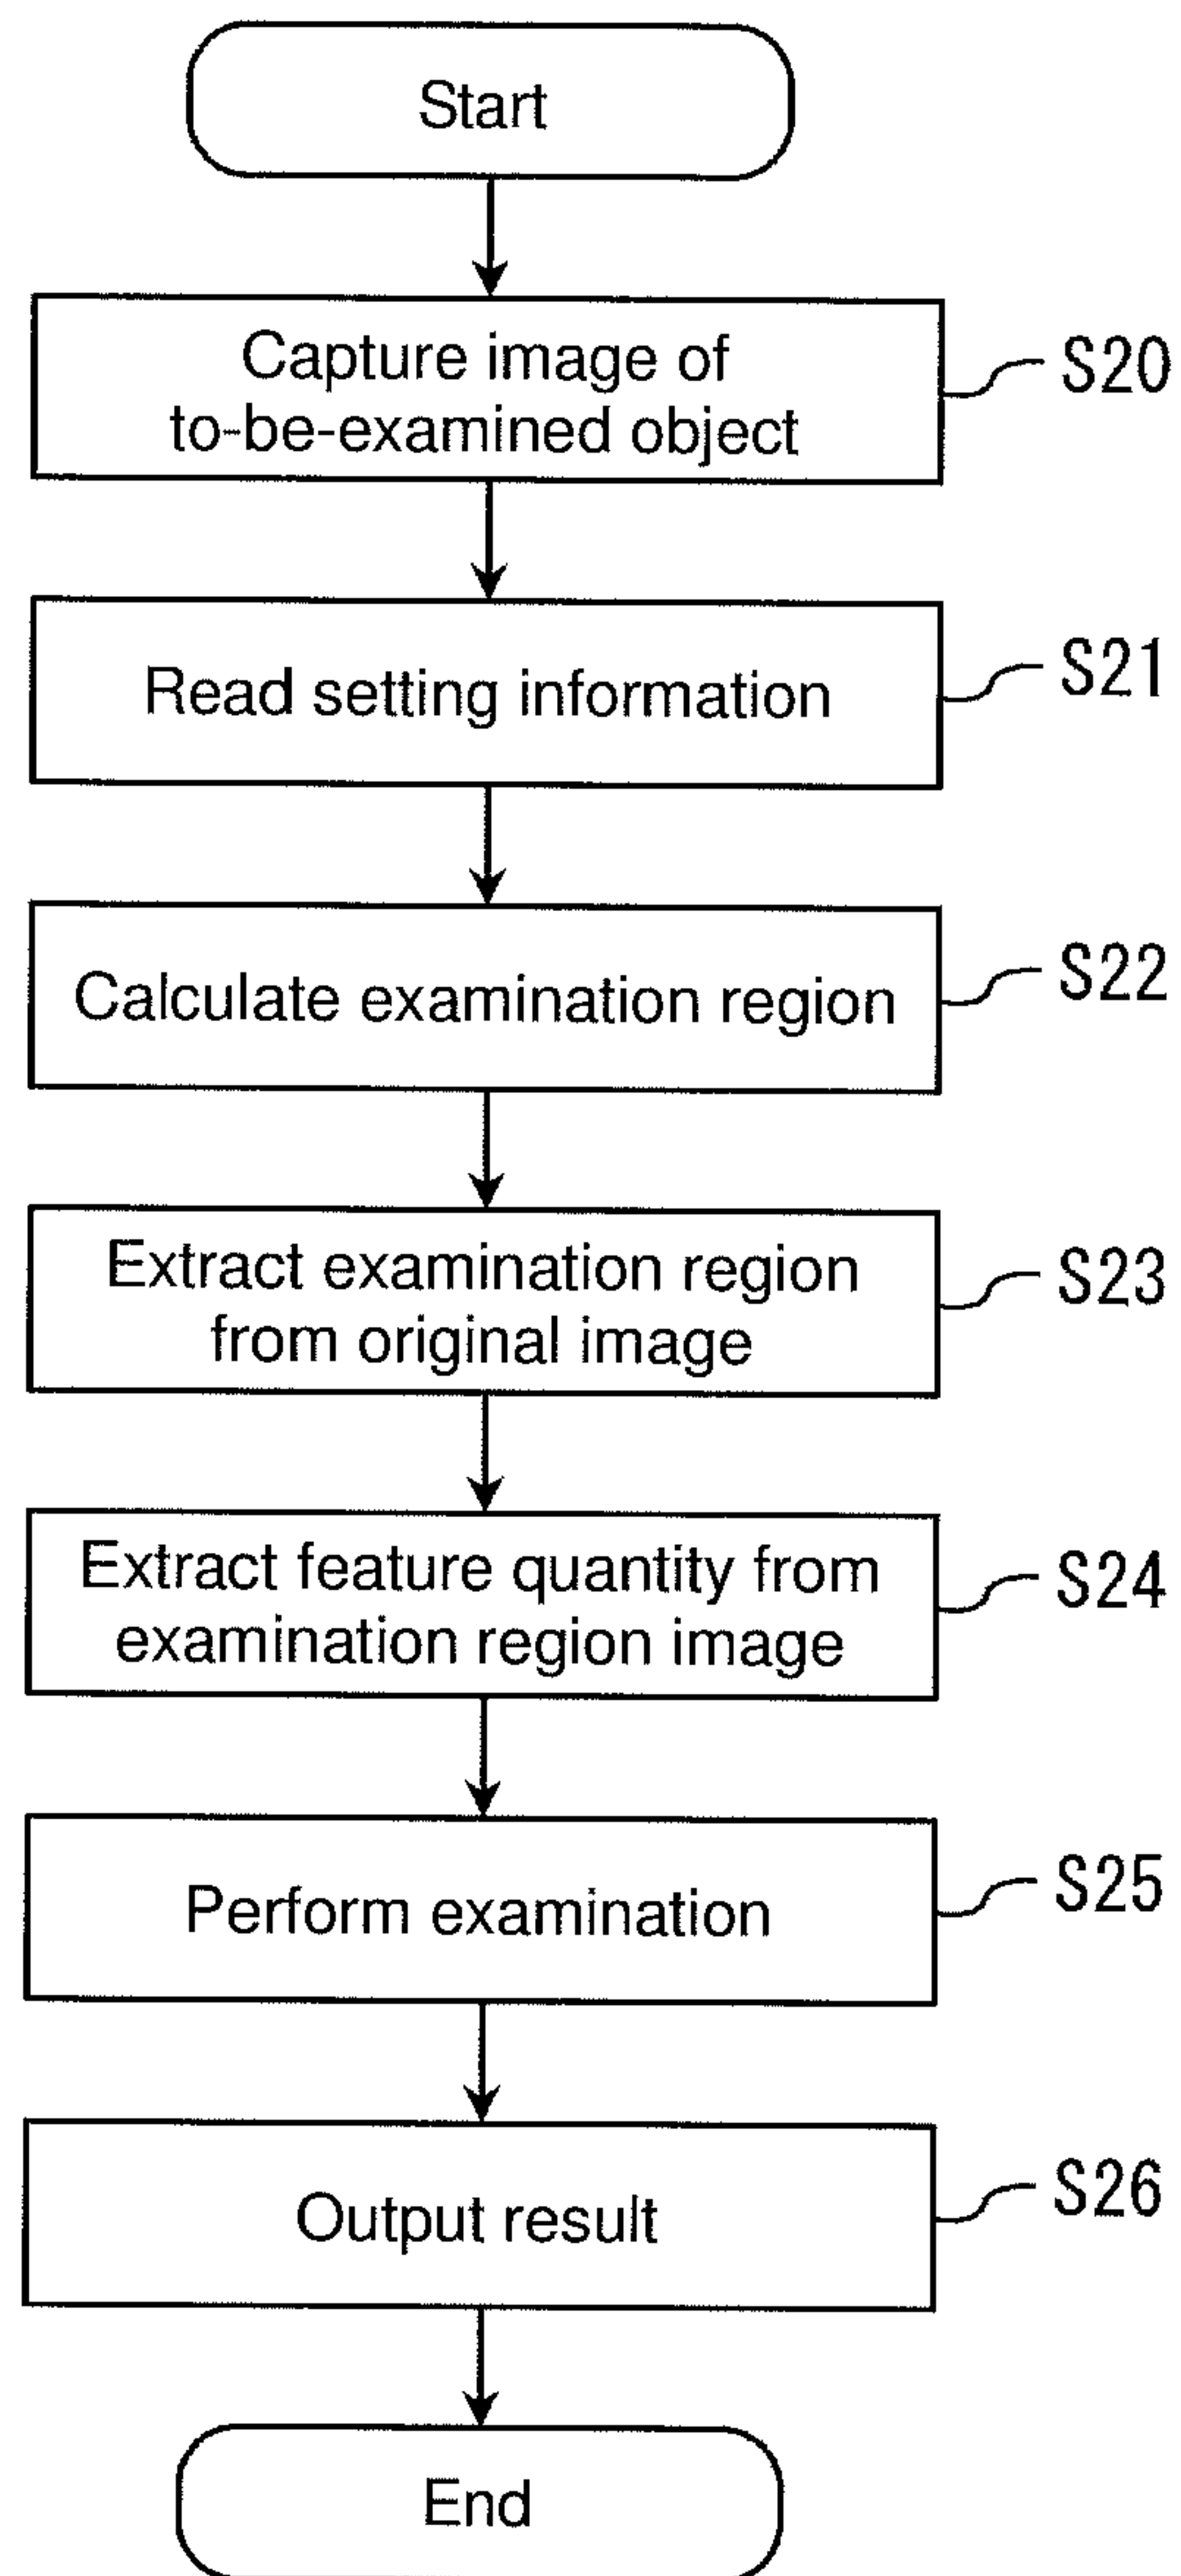 Start
Capture image of
to-be-examined object
S20
Read setting information
S21
Calculate examination region
S22
Extract examination region
from original image
S23
Extract feature quantity from
examination region image
S24
Perform examination
S25
Output result
S26
End